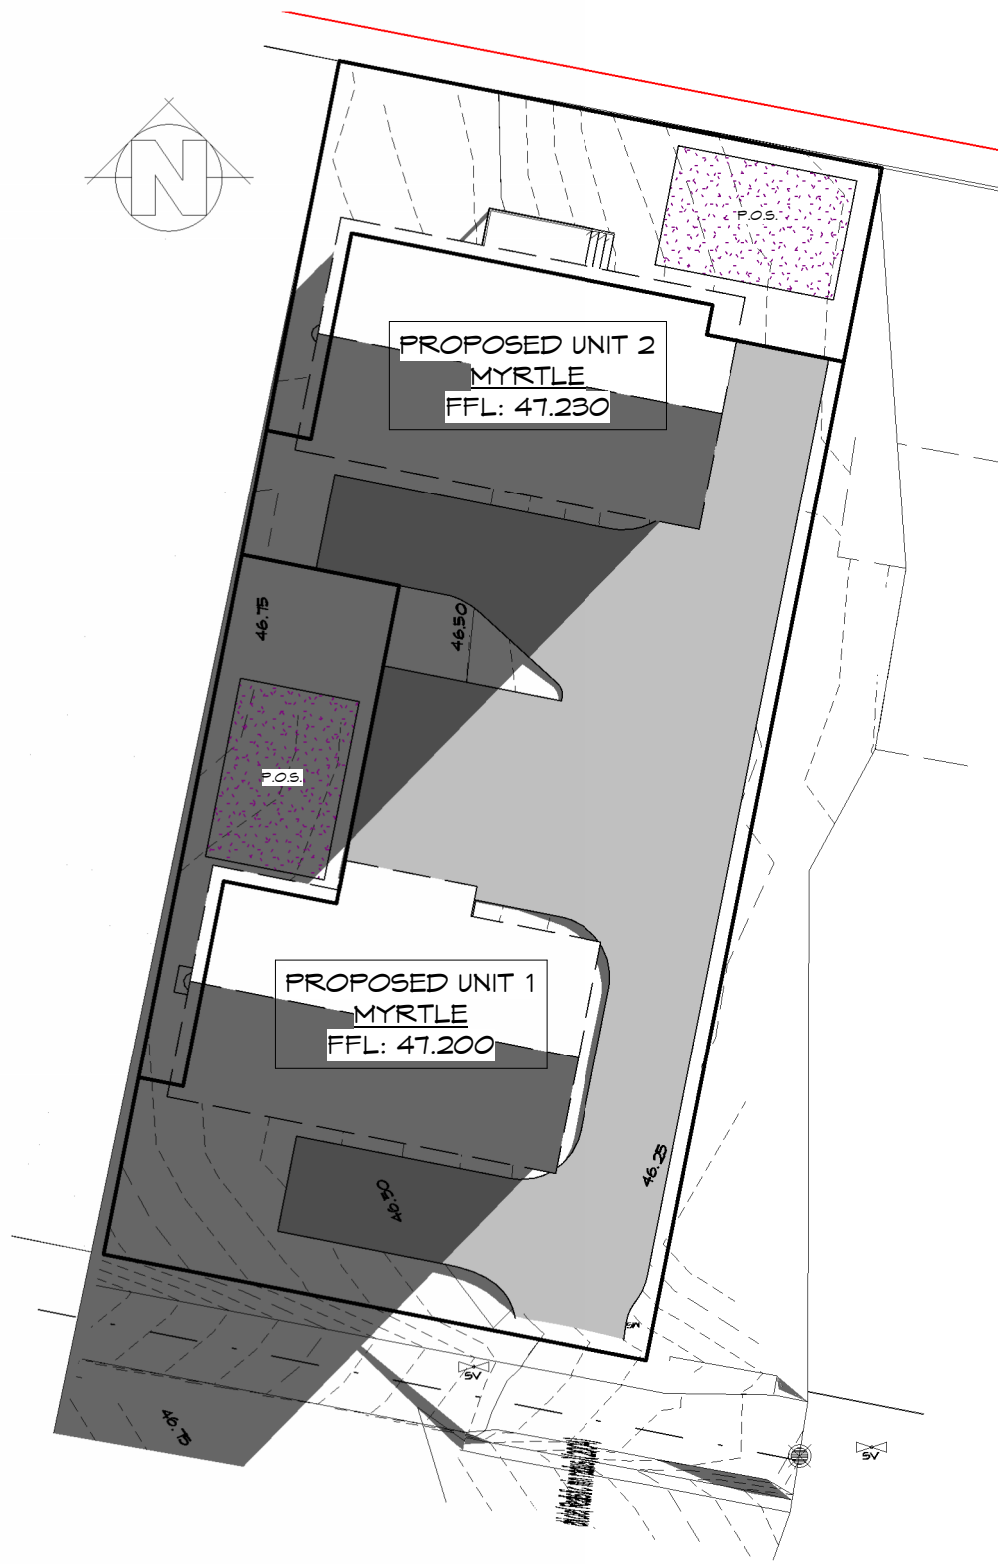 N
P.O.S.
PROPOSED UNIT 2
MYRTLE
FFL: 47.230
46.75
46.50
P.O.S.
PROPOSED UNIT 1
MYRTLE
FFL: 47.200
46.25
46.50
SV
46.75
SV